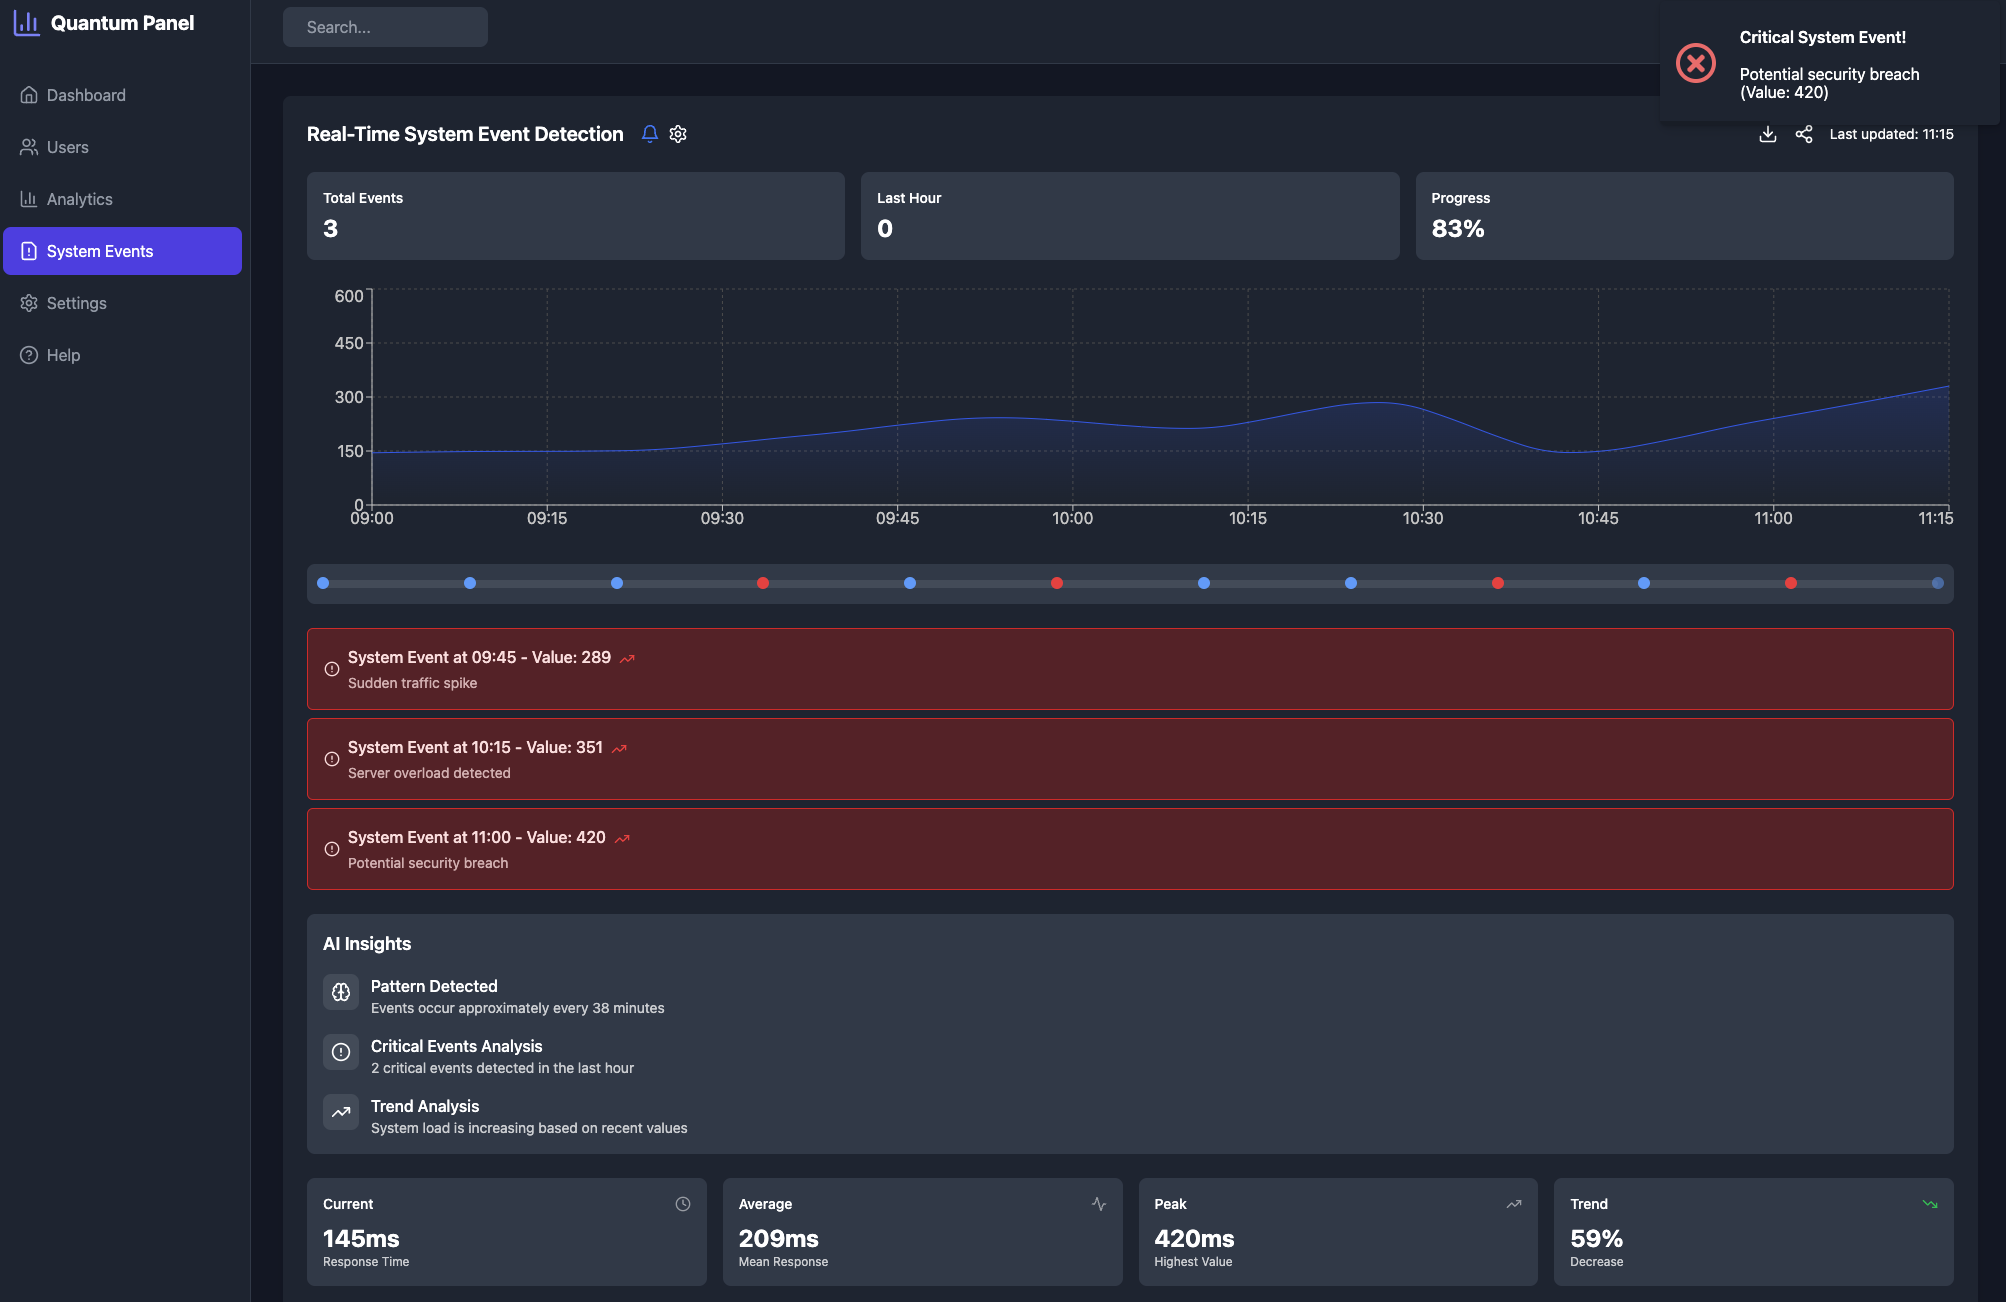 Quantum Panel
Dashboard
Users
Analytics
System Events
Settings
Help
Search...
Critical System Event!
Potential security breach
(Value: 420)
Real-Time System Event Detection
Last updated: 11:15
Total Events
3
Last Hour
0
Progress
83%
600
450
300
150
0
09:00 09:15 09:30 09:45 10:00 10:15 10:30 10:45 11:00 11:15
System Event at 09:45 - Value: 289
Sudden traffic spike
System Event at 10:15 - Value: 351
Server overload detected
System Event at 11:00 - Value: 420
Potential security breach
AI Insights
Pattern Detected
Events occur approximately every 38 minutes
Critical Events Analysis
2 critical events detected in the last hour
Trend Analysis
System load is increasing based on recent values
Current
145ms
Response Time
Average
209ms
Mean Response
Peak
420ms
Highest Value
Trend
59%
Decrease